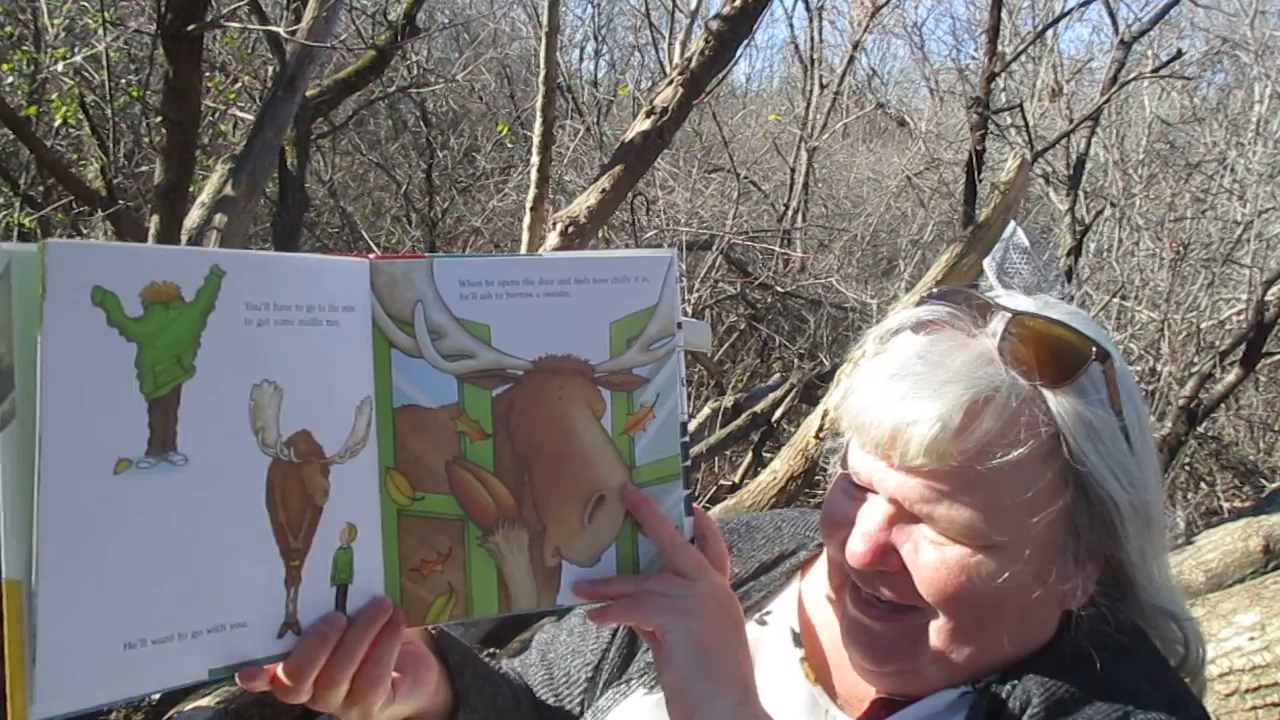 You'll have to go to the store
to get some muffin mix.
He'll want to go with you.
When he opens the door and feels how chilly it is,
he'll ask to borrow a sweater.